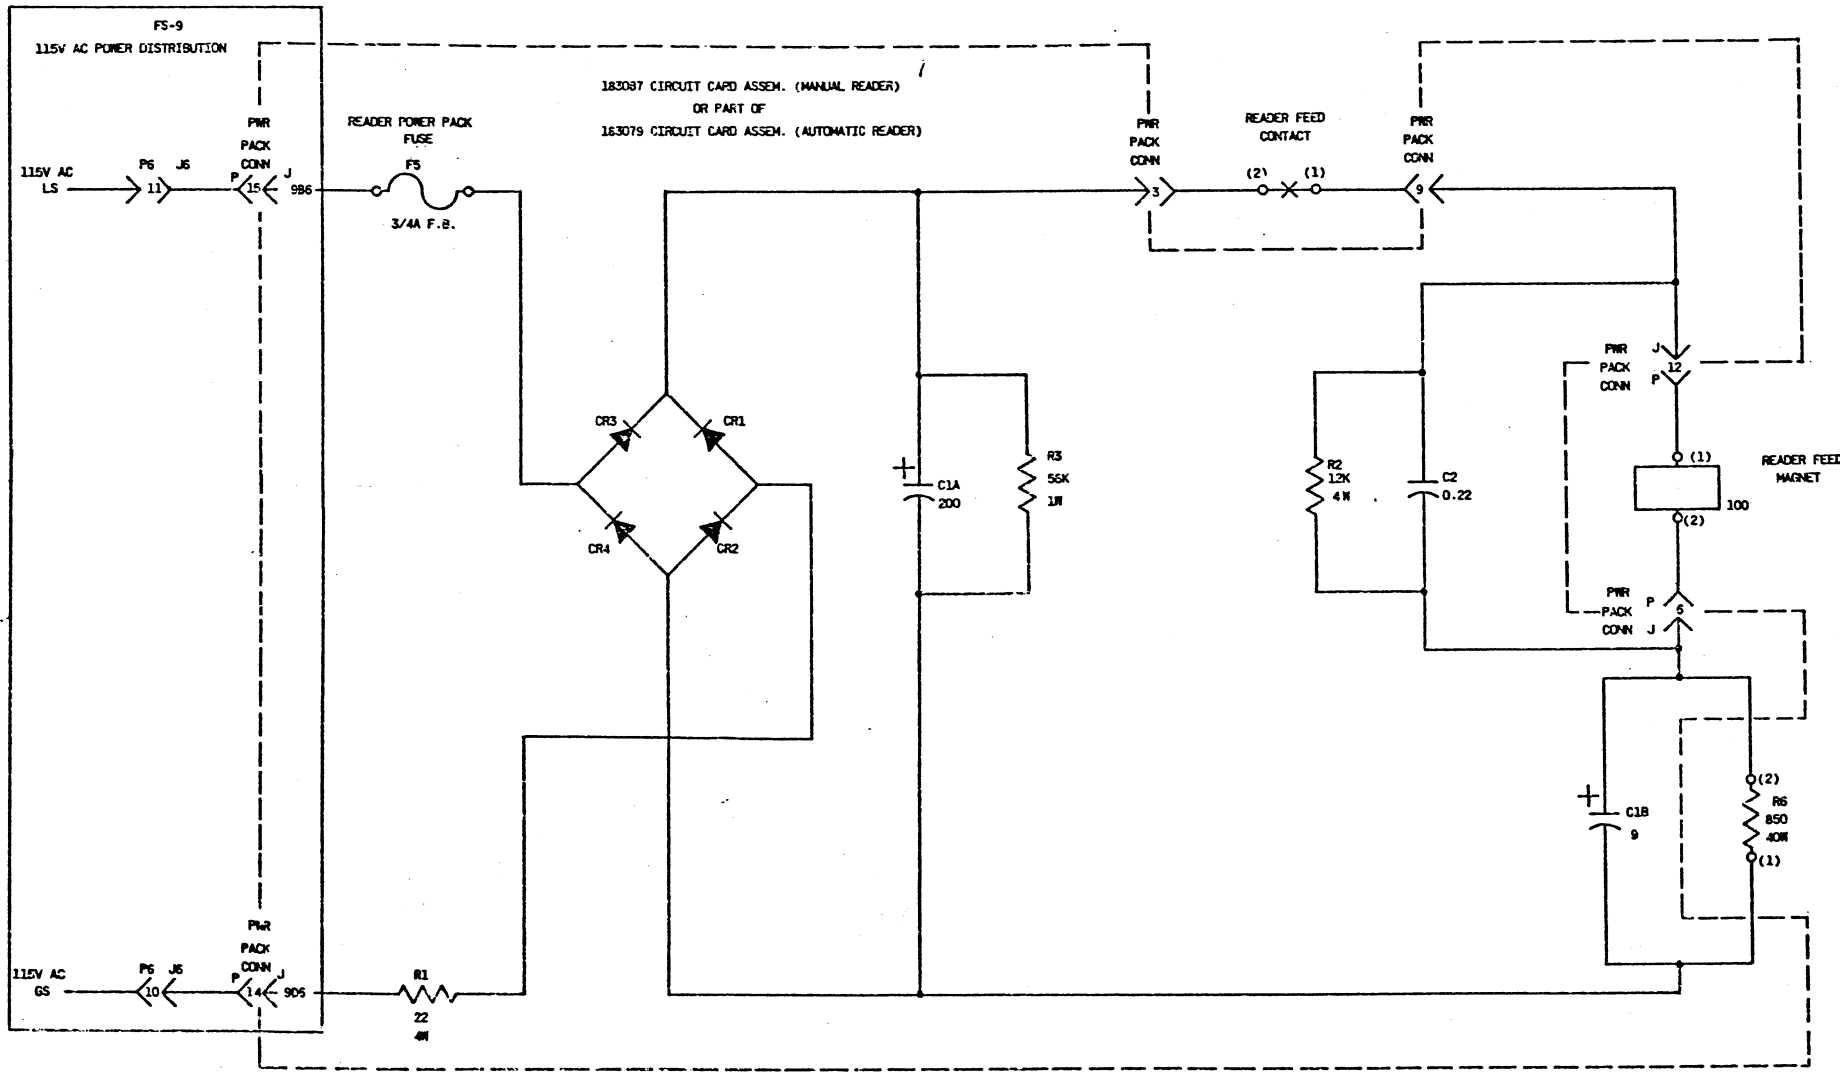 FS-9
115V AC POWER DISTRIBUTION
183087 CIRCUIT CARD ASSEM. (MANUAL READER)
OR PART OF
183079 CIRCUIT CARD ASSEM. (AUTOMATIC READER)
PWR
PACK
CONN
READER POWER PACK
FUSE
F5
3/4A F.B.
115V AC
LS
P6
11
J6
P
15
J
9B6
PWR
PACK
CONN
3
READER FEED
CONTACT
(2)
(1)
PWR
PACK
CONN
9
PWR
PACK
CONN
J
12
P
CR3
CR1
CR4
CR2
+
C1A
200
R3
56K
1W
R2
12K
4W
C2
0.22
(1)
READER FEED
MAGNET
100
(2)
PWR
PACK
CONN
P
6
J
+
C1B
9
(2)
R6
850
40W
(1)
PWR
PACK
CONN
115V AC
GS
P6
10
J6
P
14
J
9D5
R1
22
4W